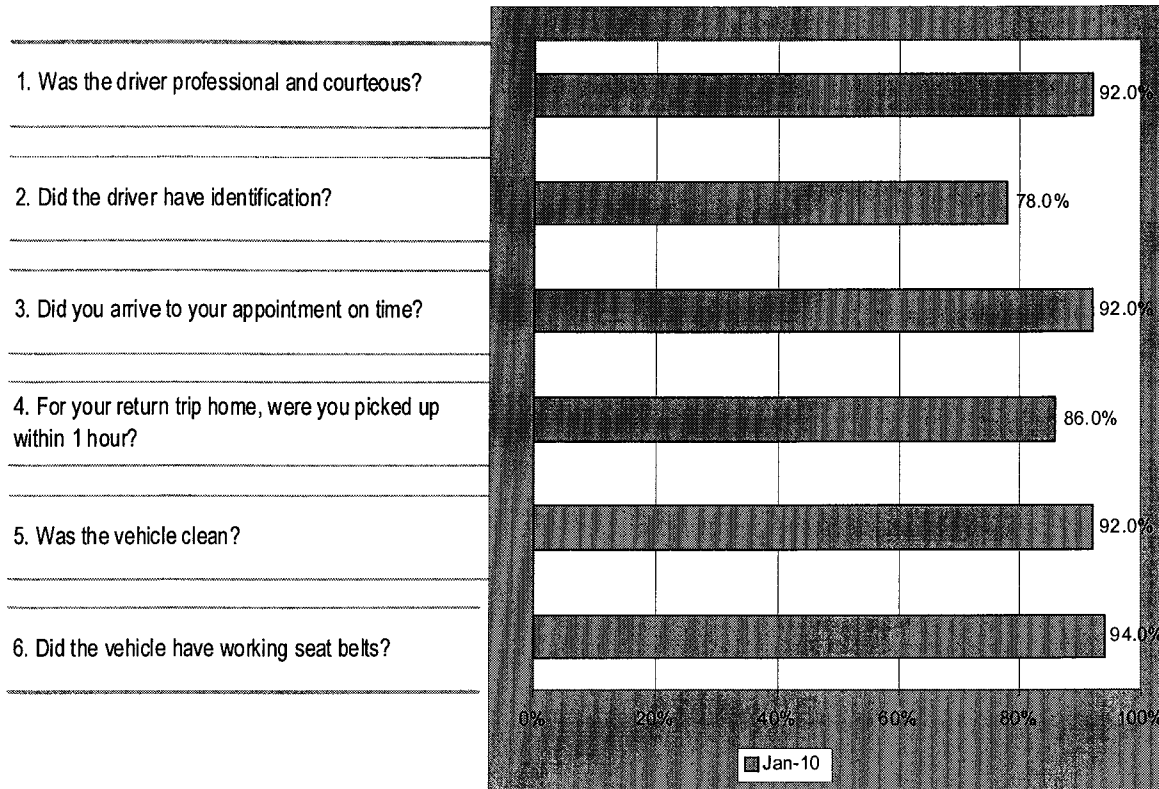 1. Was the driver professional and courteous?
92.0%
2. Did the driver have identification?
78.0%
3. Did you arrive to your appointment on time?
92.0%
4. For your return trip home, were you picked up
within 1 hour?
86.0%
5. Was the vehicle clean?
92.0%
6. Did the vehicle have working seat belts?
94.0%
0% 20% 40% 60% 80% 100%
Jan-10